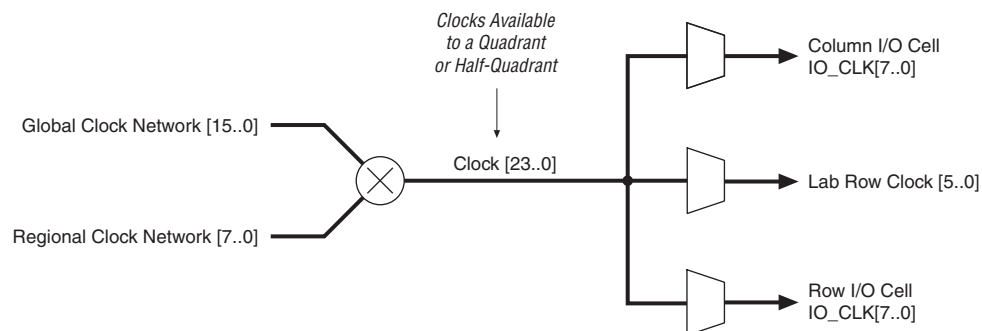 Clocks Available
to a Quadrant
or Half-Quadrant
Column I/O Cell
IO_CLK[7..0]
Global Clock Network [15..0]
Clock [23..0]
Lab Row Clock [5..0]
Regional Clock Network [7..0]
Row I/O Cell
IO_CLK[7..0]